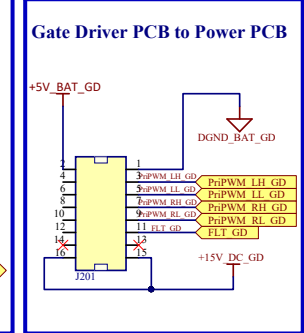 Gate Driver PCB to Power PCB
+5V_BAT_GD
DGND_BAT_GD
2 1
4 3 PriPWM_LH_GD PriPWM_LH_GD
6 5 PriPWM_LL_GD PriPWM_LL_GD
8 7 PriPWM_RH_GD PriPWM_RH_GD
10 9 PriPWM_RL_GD PriPWM_RL_GD
12 11 FLT_GD FLT_GD
14 13
16 15
+15V_DC_GD
J201